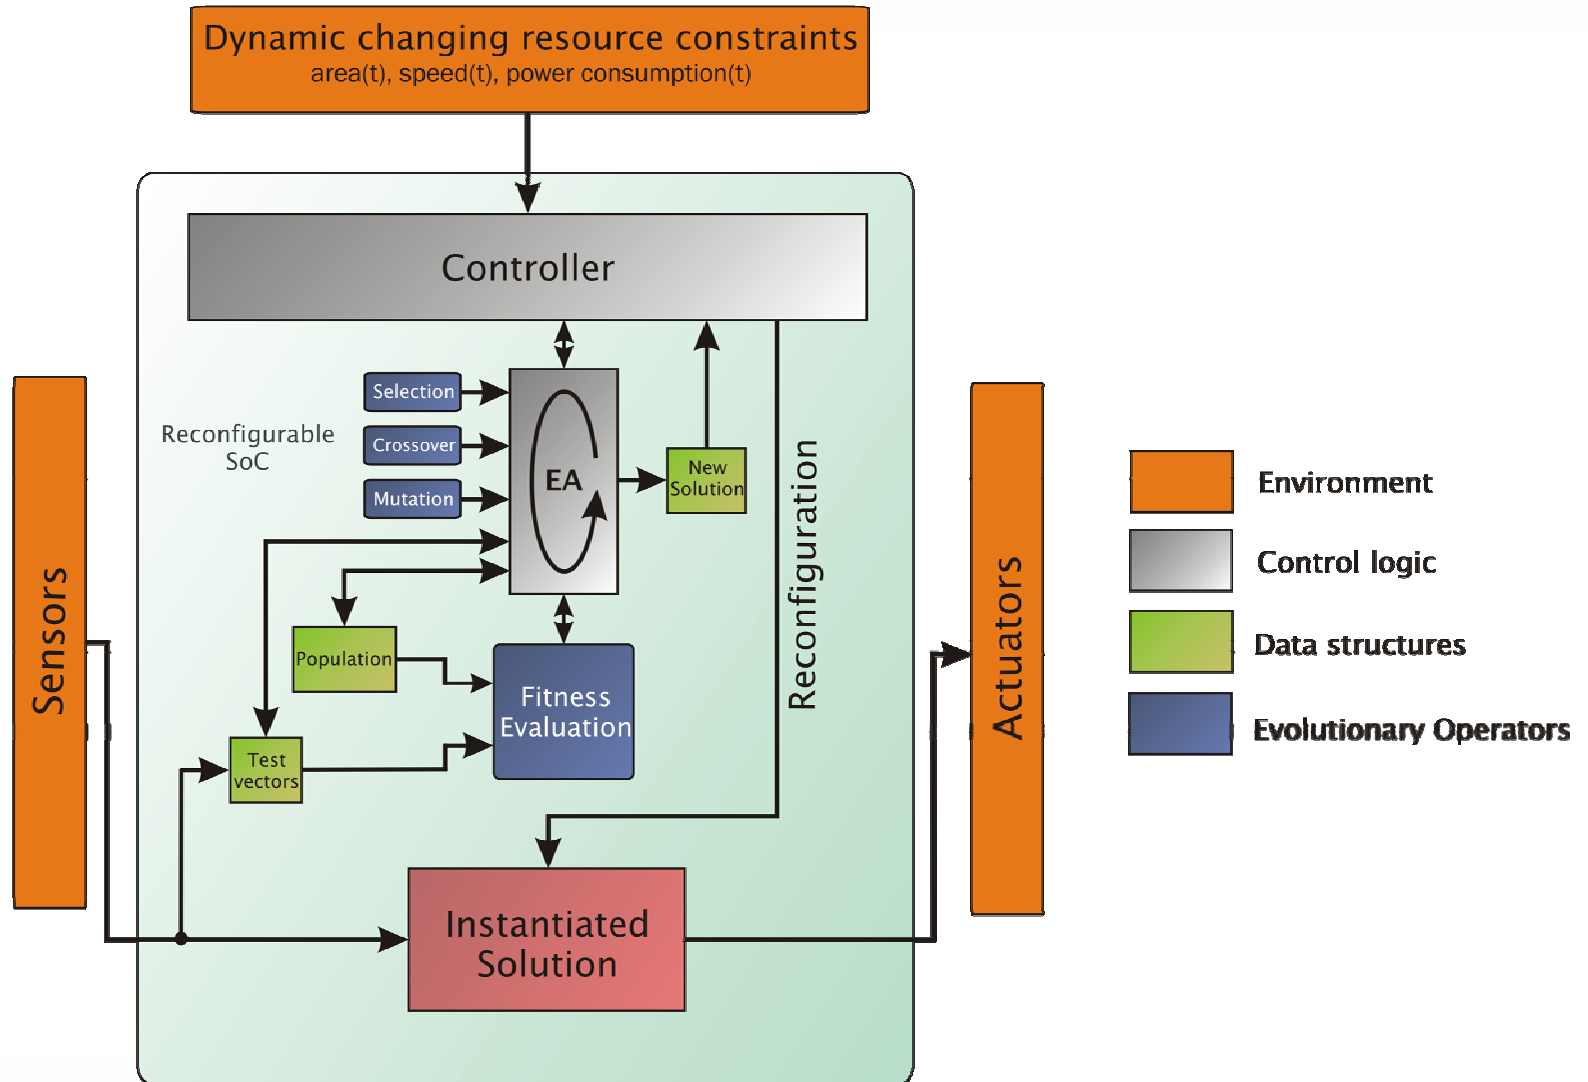 Dynamic changing resource constraints
area(t), speed(t), power consumption(t)
Controller
Selection
Crossover
Mutation
Reconfigurable
SoC
EA
New
Solution
Reconfiguration
Sensors
Population
Fitness
Evaluation
Test
vectors
Instantiated
Solution
Actuators
Environment
Control logic
Data structures
Evolutionary Operators